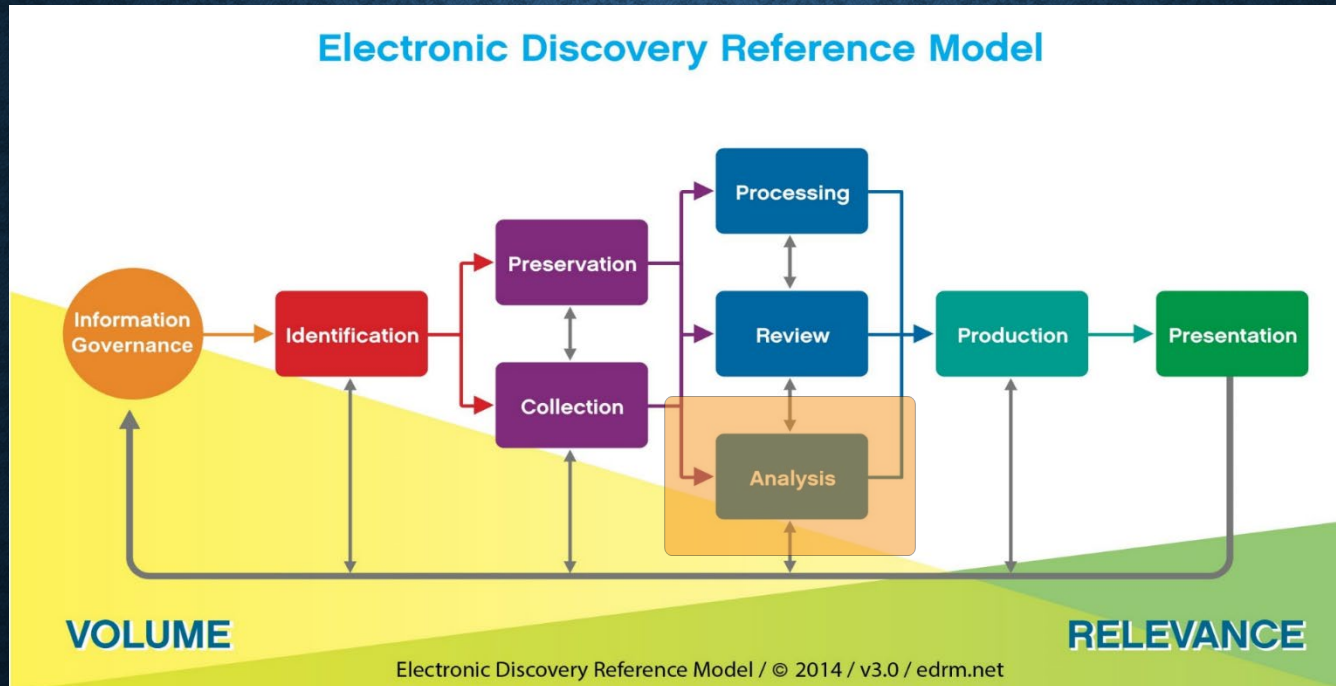 Electronic Discovery Reference Model
Processing
Preservation
Information
Governance
Identification
Review
Production
Presentation
Collection
Analysis
VOLUME
RELEVANCE
Electronic Discovery Reference Model / © 2014 / v3.0 / edrm.net